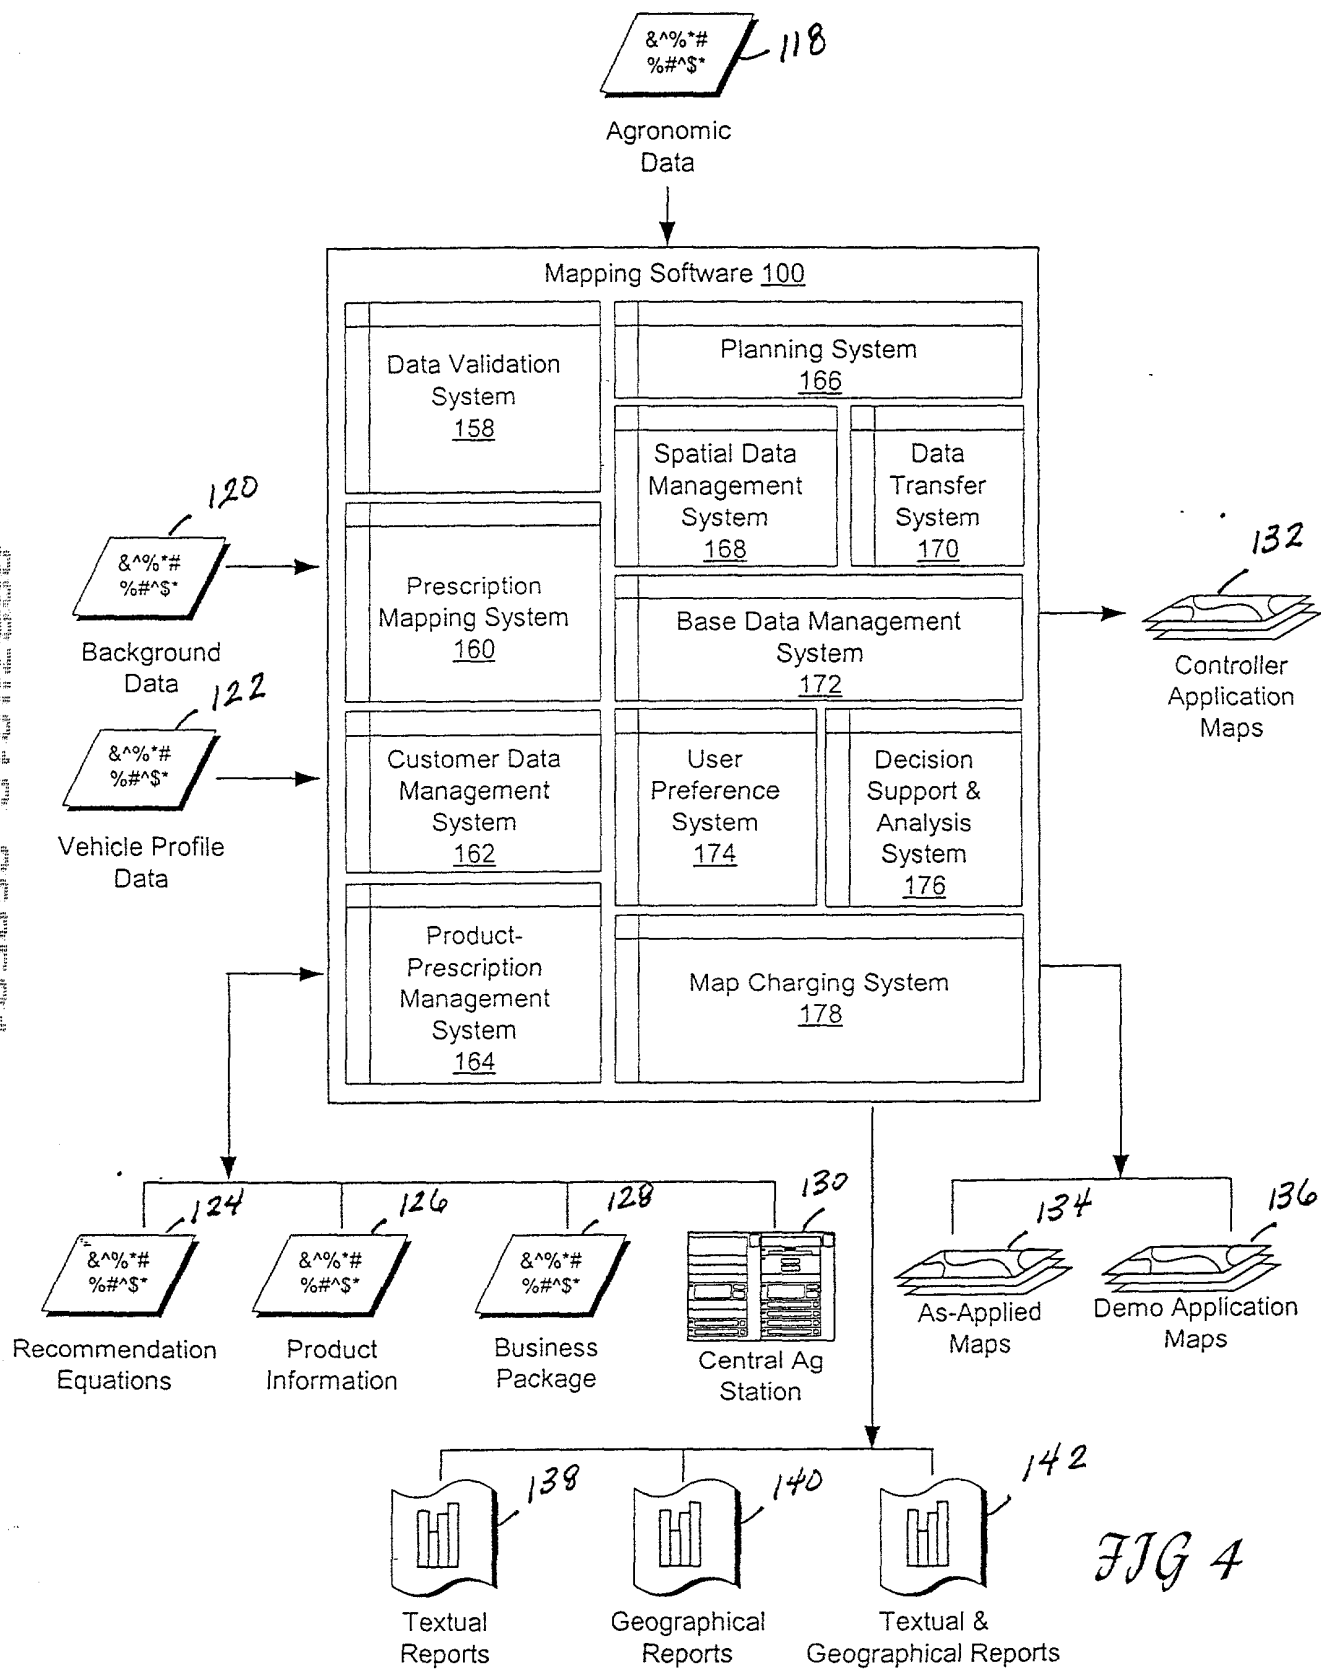 &^%*#
%#^$*
118
Agronomic
Data
Mapping Software 100
Data Validation
System
158
Planning System
166
Spatial Data
Management
System
168
Data
Transfer
System
170
120
&^%*#
%#^$*
Background
Data
Prescription
Mapping System
160
Base Data Management
System
172
132
Controller
Application
Maps
122
&^%*#
%#^$*
Vehicle Profile
Data
Customer Data
Management
System
162
User
Preference
System
174
Decision
Support &
Analysis
System
176
Product-
Prescription
Management
System
164
Map Charging System
178
124
&^%*#
%#^$*
Recommendation
Equations
126
&^%*#
%#^$*
Product
Information
128
&^%*#
%#^$*
Business
Package
130
Central Ag
Station
134
As-Applied
Maps
136
Demo Application
Maps
138
Textual
Reports
140
Geographical
Reports
142
Textual &
Geographical Reports
FIG 4